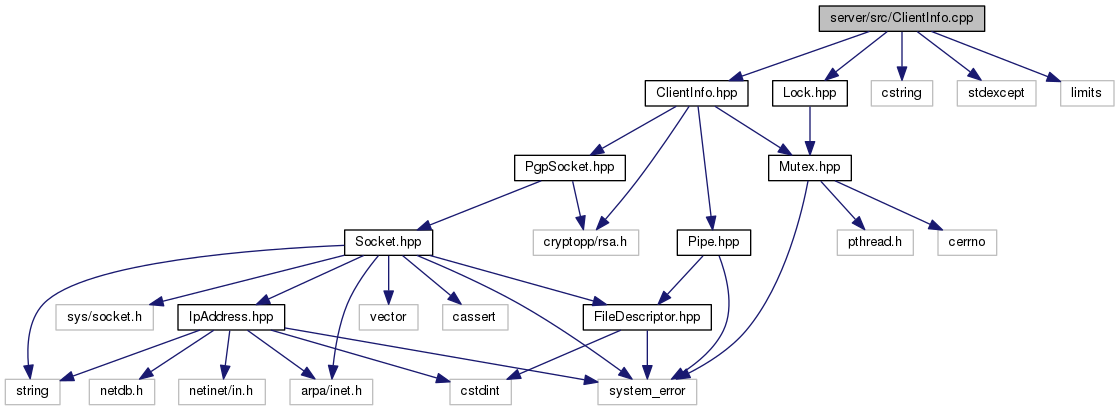 server/src/ClientInfo.cpp
ClientInfo.hpp
Lock.hpp
cstring
stdexcept
limits
PgpSocket.hpp
Mutex.hpp
Socket.hpp
cryptopp/rsa.h
Pipe.hpp
pthread.h
cerrno
sys/socket.h
IpAddress.hpp
vector
cassert
FileDescriptor.hpp
string
netdb.h
netinet/in.h
arpa/inet.h
cstdint
system_error